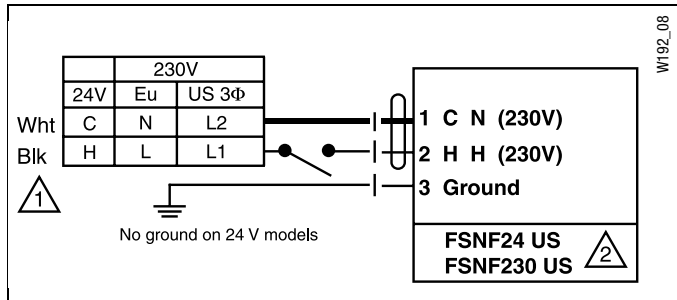 W192_08
230V
24V Eu US 3Φ
Wht C N L2
Blk H L L1
1
No ground on 24 V models
1 C N (230V)
2 H H (230V)
3 Ground
FSNF24 US
FSNF230 US
2